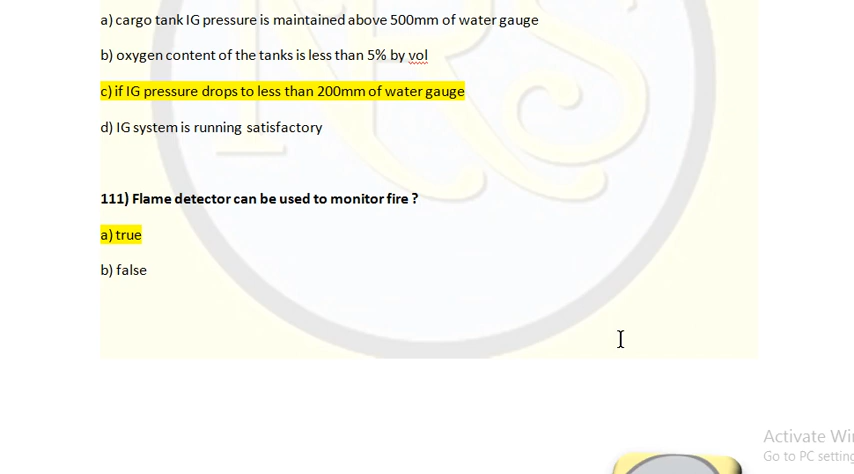 a) cargo tank IG pressure is maintained above 500mm of water gauge
b) oxygen content of the tanks is less than 5% by vol
c) if IG pressure drops to less than 200mm of water gauge
d) IG system is running satisfactory
111) Flame detector can be used to monitor fire ?
a) true
b) false
Activate Wi
Go to PC setting